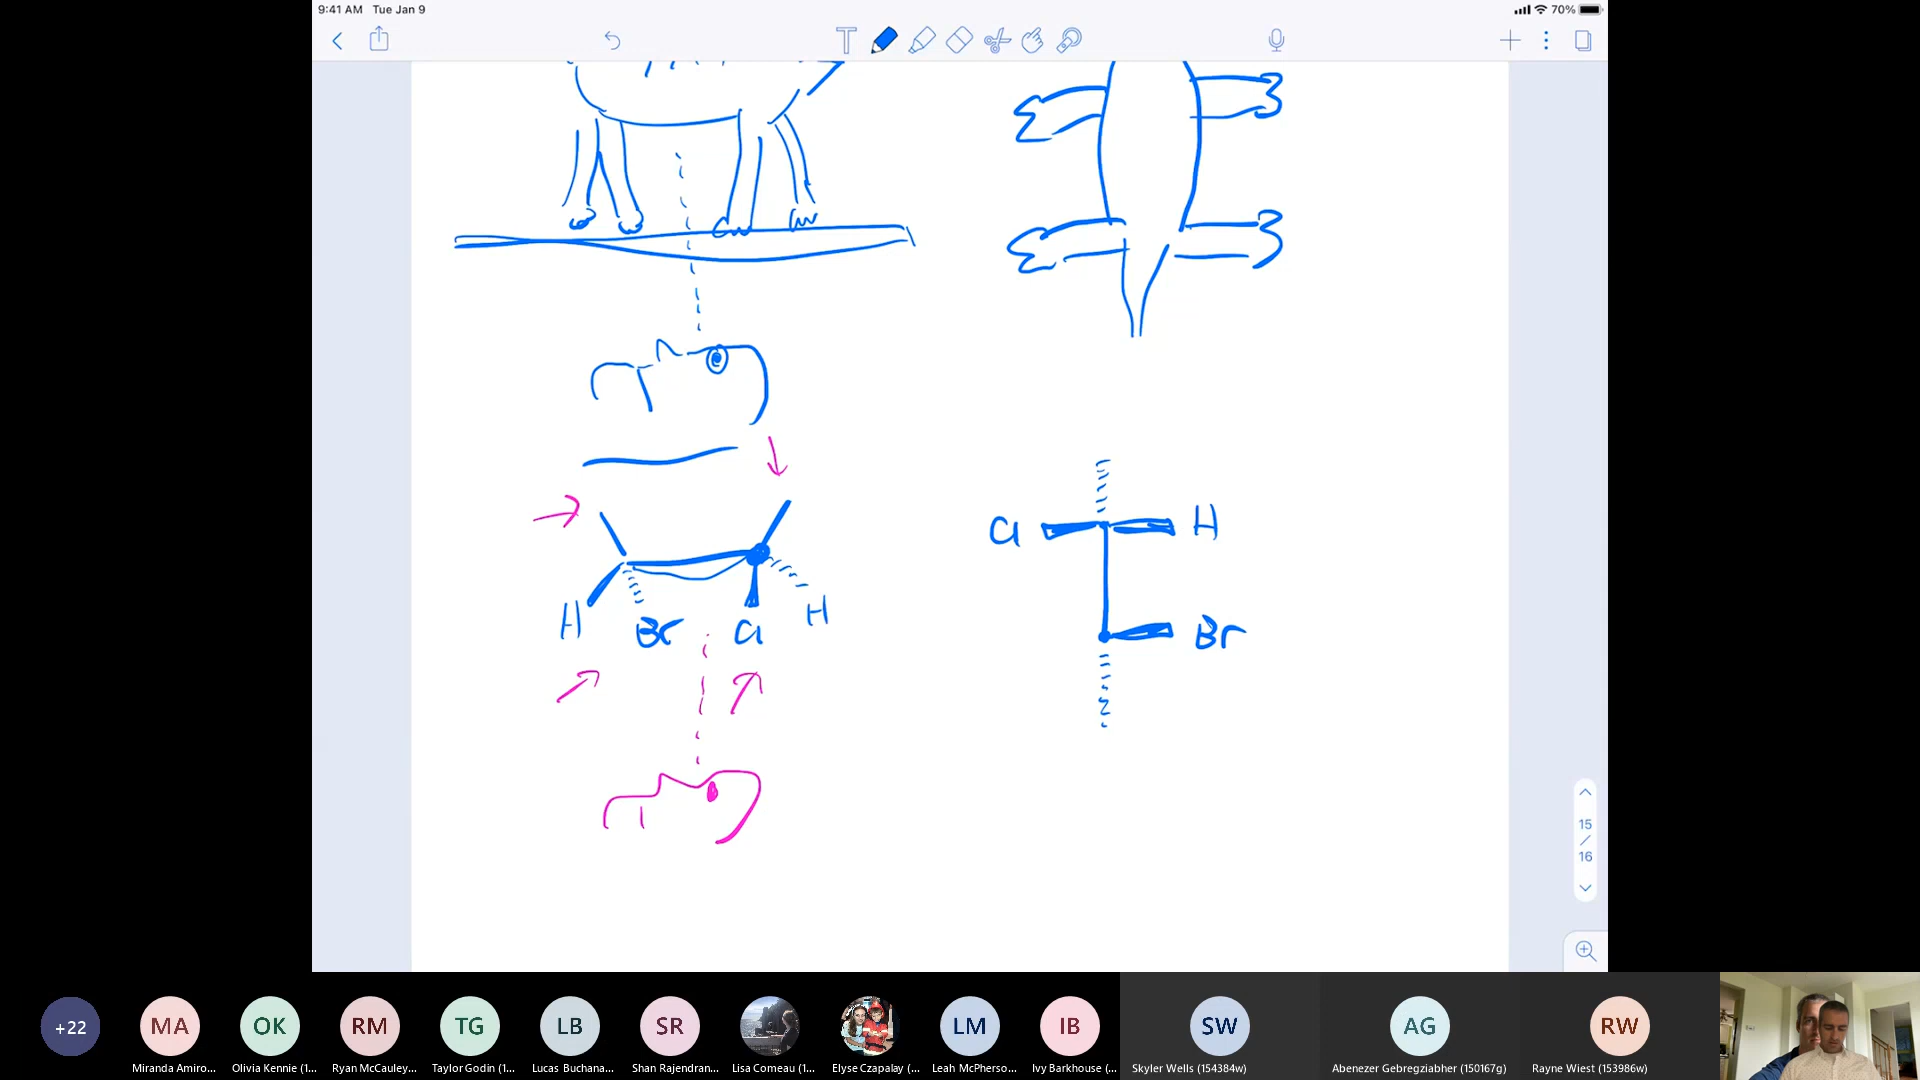 9:41 AM Tue Jan 9
70%
T
Cl H
H Br Cl H
Br
15
/
16
+22
MA OK RM TG LB SR LM IB SW AG RW
Miranda Amiro... Olivia Kennie (1... Ryan McCauley... Taylor Godin (1... Lucas Buchana... Shan Rajendran... Lisa Comeau (1... Elyse Czapalay (... Leah McPherso... Ivy Barkhouse (... Skyler Wells (154384w) Abenezer Gebregziabher (150167g) Rayne Wiest (153986w)